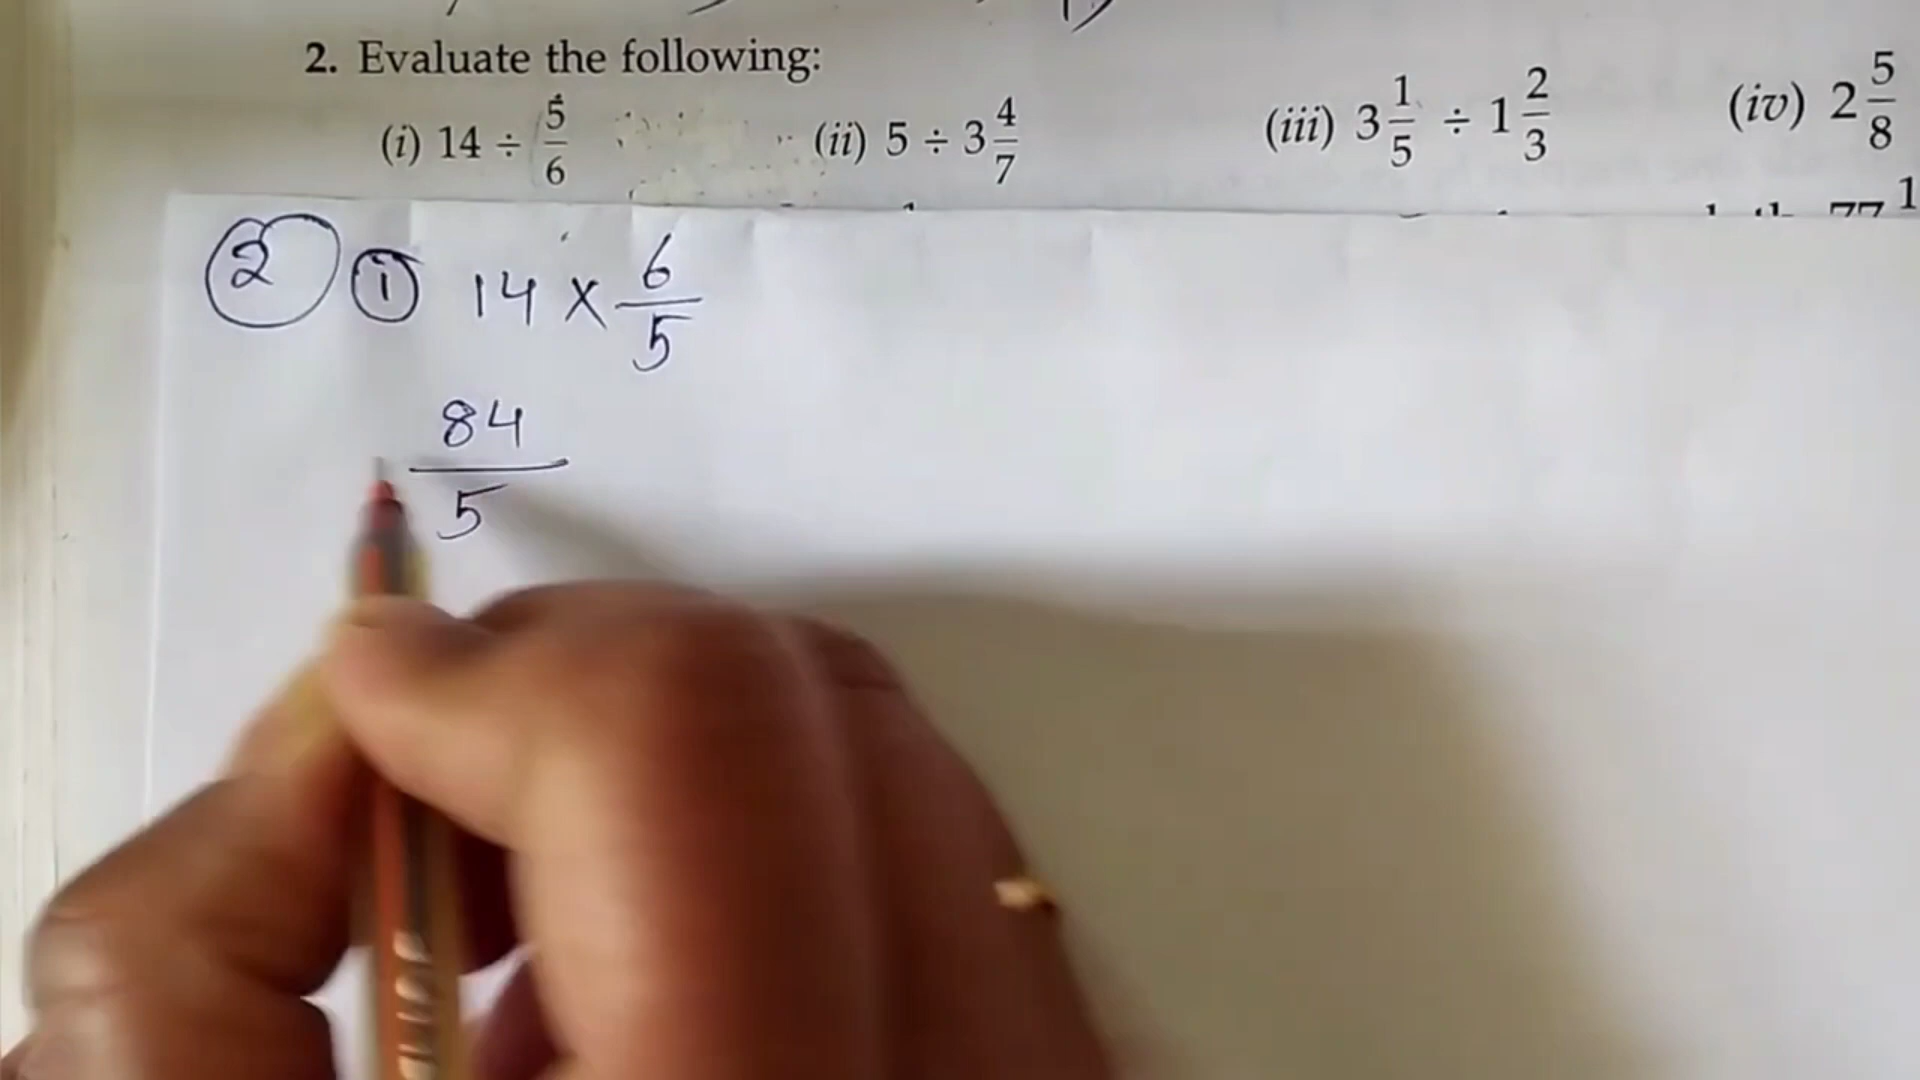 2. Evaluate the following:
(i) 14 ÷ 5/6 (ii) 5 ÷ 3 4/7 (iii) 3 1/5 ÷ 1 2/3 (iv) 2 5/8
2 i 14 × 6/5
84/5